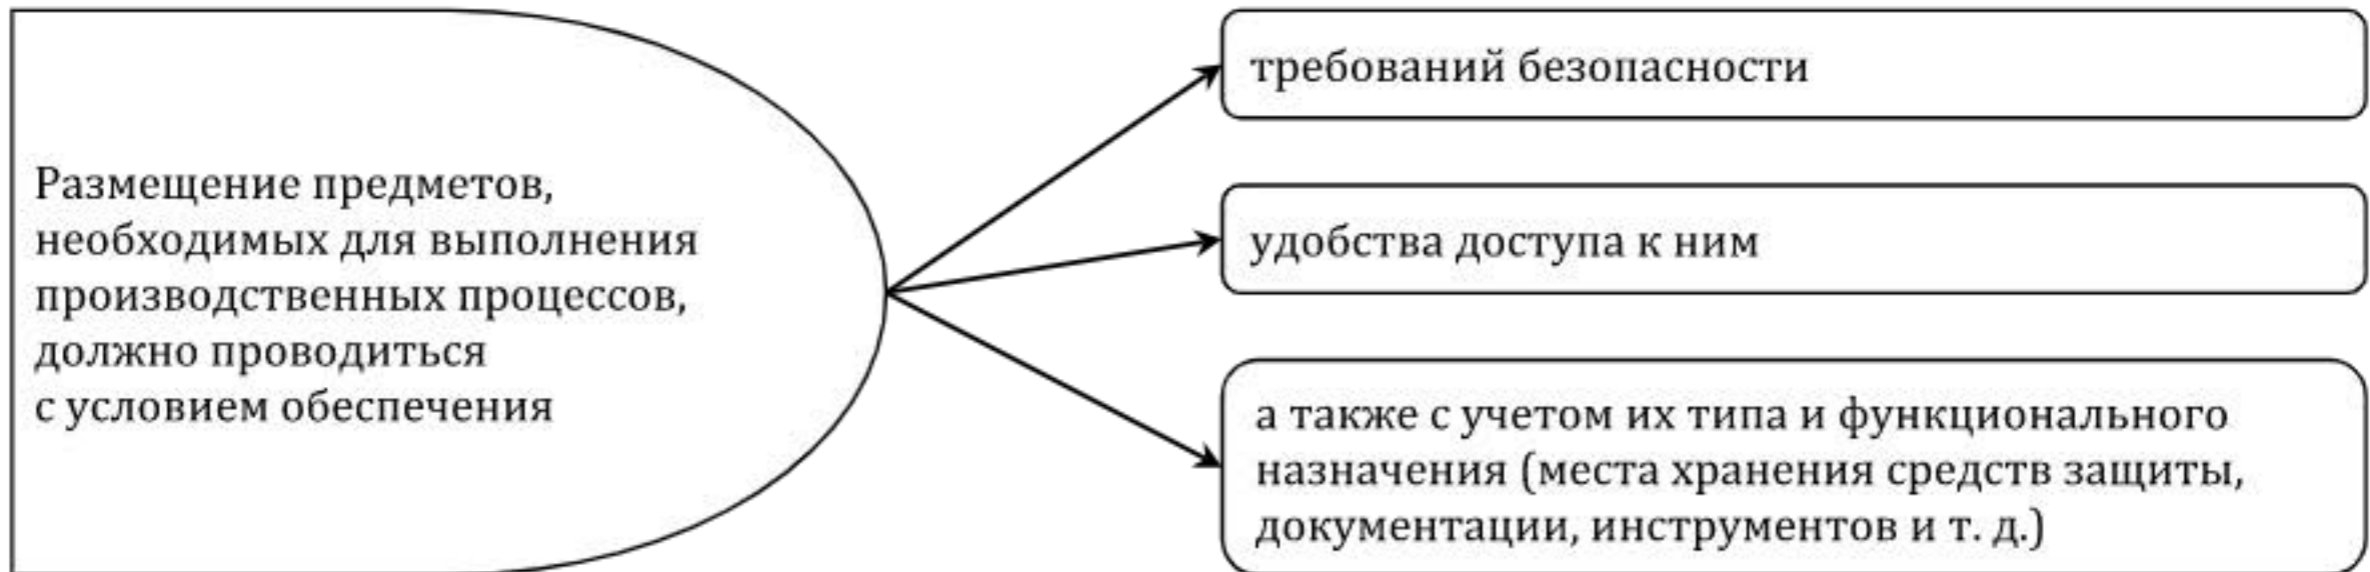 Размещение предметов,
необходимых для выполнения
производственных процессов,
должно проводиться
с условием обеспечения
требований безопасности
удобства доступа к ним
а также с учетом их типа и функционального
назначения (места хранения средств защиты,
документации, инструментов и т. д.)